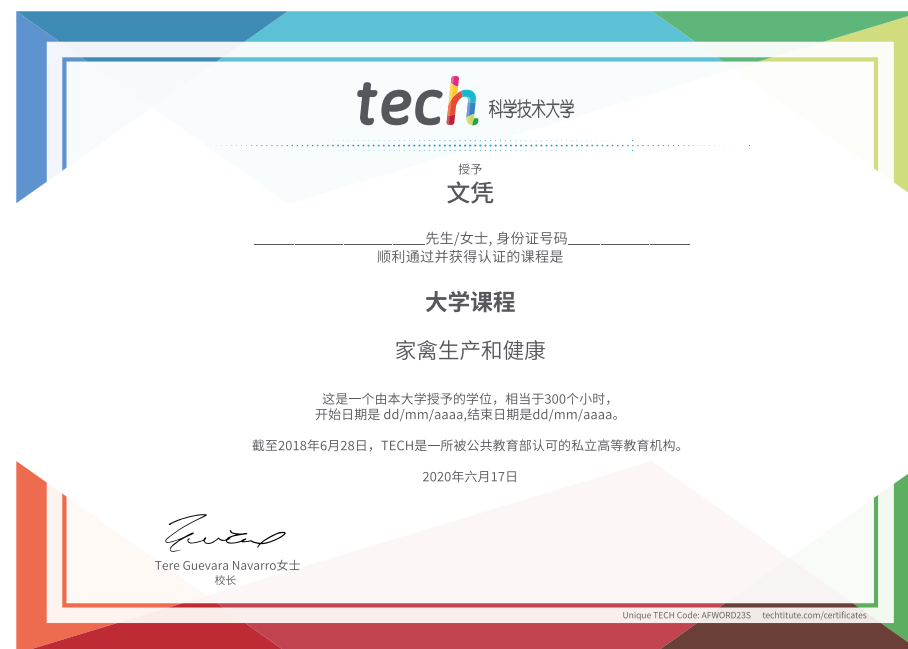 tech 科学技术大学
授予
文凭
____________________先生/女士, 身份证号码______________
顺利通过并获得认证的课程是
大学课程
家禽生产和健康
这是一个由本大学授予的学位，相当于300个小时，
开始日期是 dd/mm/aaaa,结束日期是dd/mm/aaaa。
截至2018年6月28日，TECH是一所被公共教育部认可的私立高等教育机构。
2020年六月17日
Tere Guevara Navarro女士
校长
Unique TECH Code: AFWORD23S techtitute.com/certificates